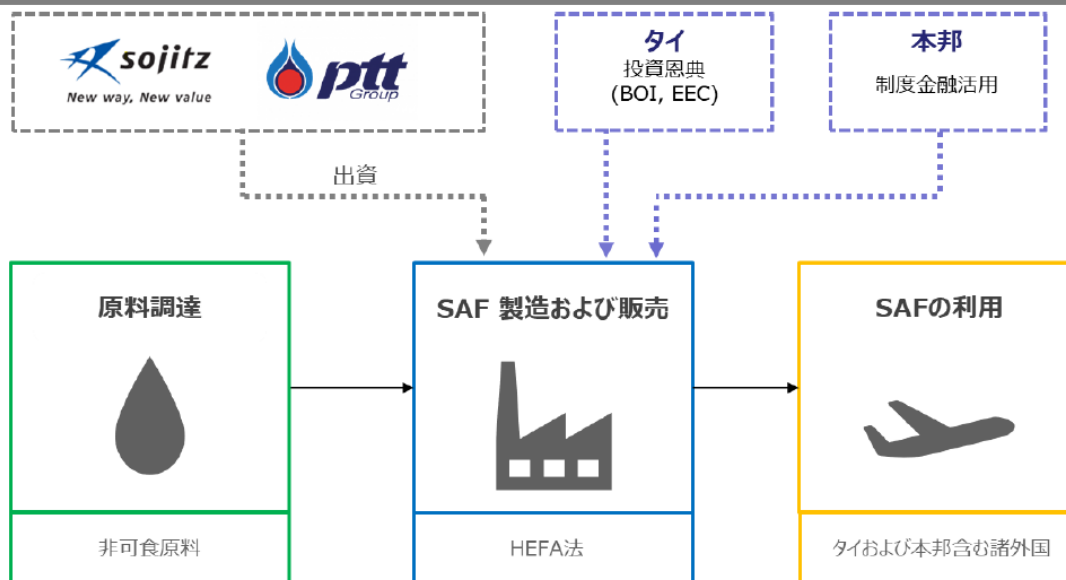 sojitz
New way, New value
ptt
Group
タイ
投資恩典
(BOI, EEC)
本邦
制度金融活用
出資
原料調達
SAF 製造および販売
SAFの利用
非可食原料
HEFA法
タイおよび本邦含む諸外国